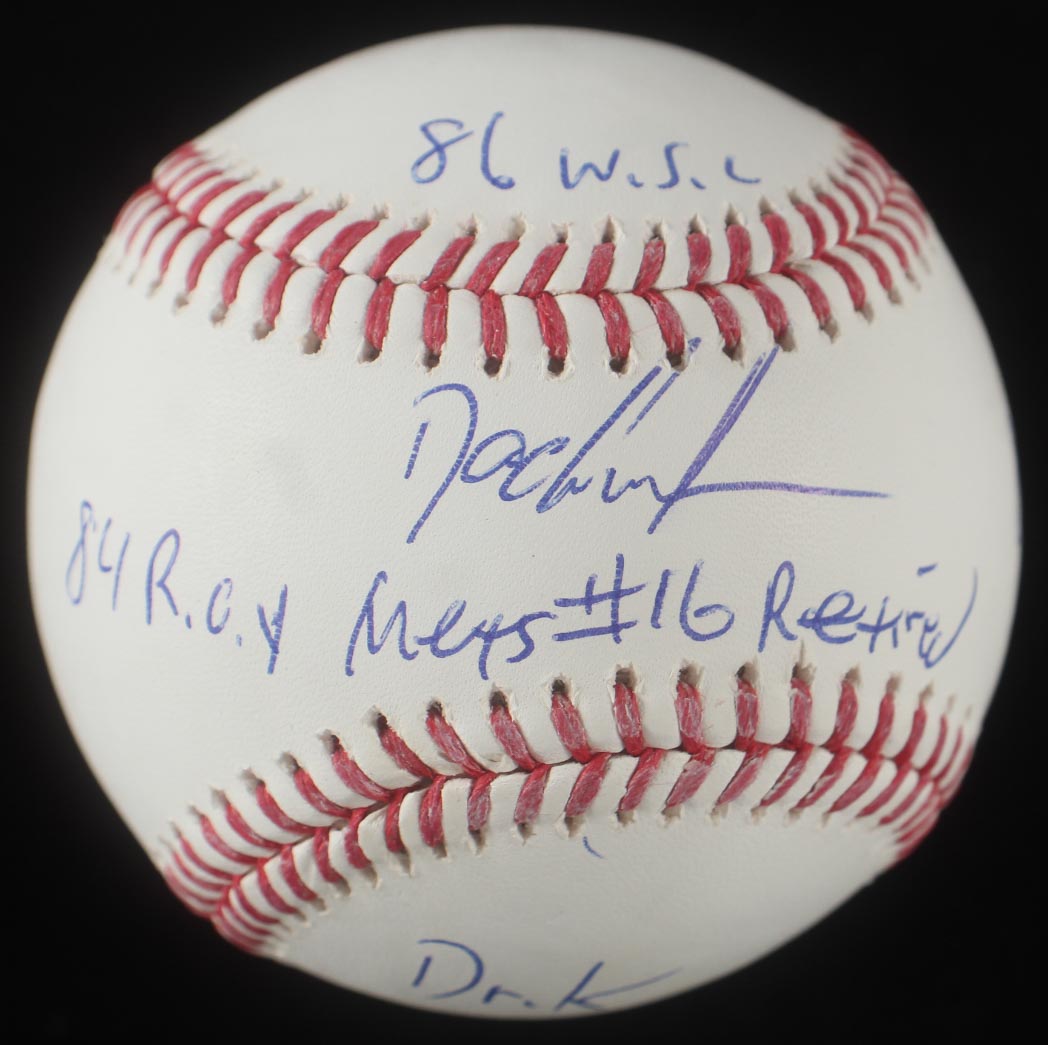 86 W.S.C
Doc
84 R.O.Y Mets #16 Retired
Dr. K